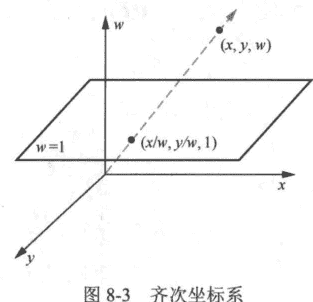 w
(x, y, w)
w=1
(x/w, y/w, 1)
x
y
图 8-3 齐次坐标系